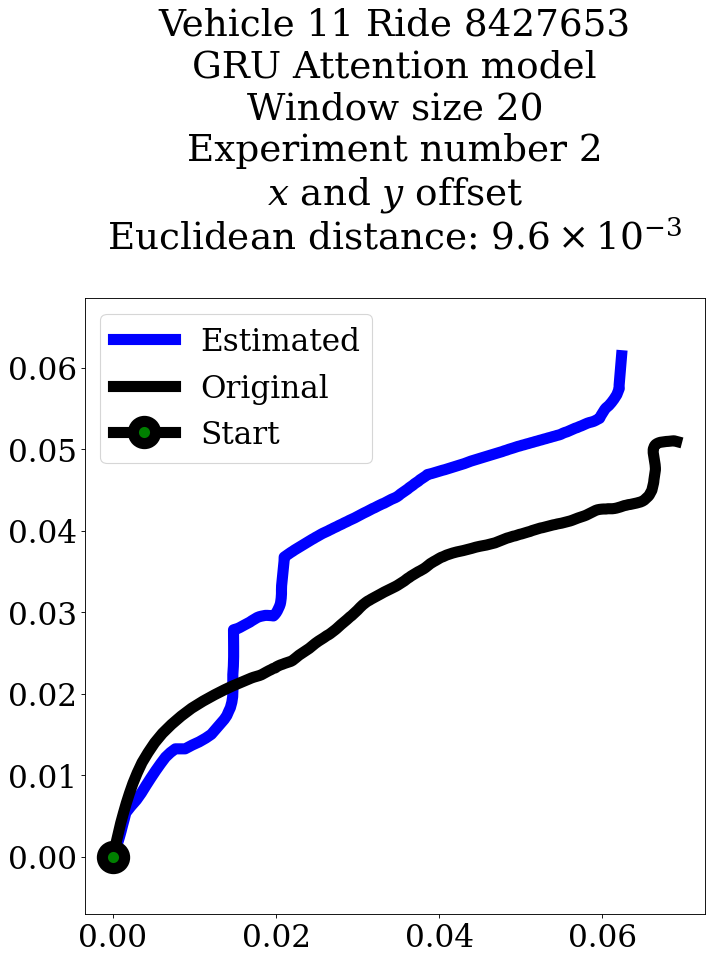 Vehicle 11 Ride 8427653
GRU Attention model
Window size 20
Experiment number 2
x and y offset
Euclidean distance: 9.6 × 10⁻³
Estimated
Original
Start
0.06
0.05
0.04
0.03
0.02
0.01
0.00
0.00 0.02 0.04 0.06